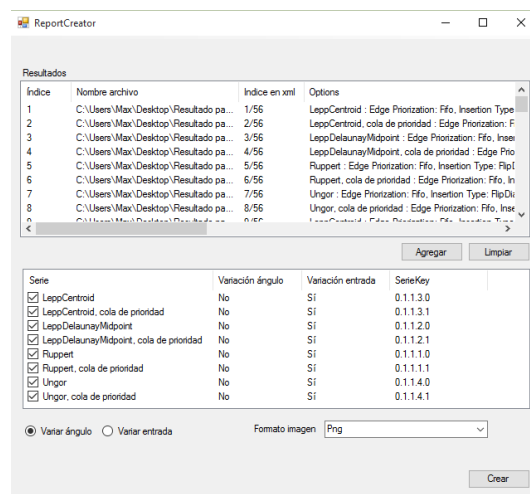 ReportCreator
Resultados
Índice Nombre archivo Indice en xml Options
1 C:\Users\Max\Desktop\Resultado pa... 1/56 LeppCentroid : Edge Priorization: Fifo, Insertion Type
2 C:\Users\Max\Desktop\Resultado pa... 2/56 LeppCentroid, cola de prioridad : Edge Priorization: F
3 C:\Users\Max\Desktop\Resultado pa... 3/56 LeppDelaunayMidpoint : Edge Priorization: Fifo, Inser
4 C:\Users\Max\Desktop\Resultado pa... 4/56 LeppDelaunayMidpoint, cola de prioridad : Edge Prio
5 C:\Users\Max\Desktop\Resultado pa... 5/56 Ruppert : Edge Priorization: Fifo, Insertion Type: FlipD
6 C:\Users\Max\Desktop\Resultado pa... 6/56 Ruppert, cola de prioridad : Edge Priorization: Fifo, In
7 C:\Users\Max\Desktop\Resultado pa... 7/56 Ungor : Edge Priorization: Fifo, Insertion Type: FlipDia
8 C:\Users\Max\Desktop\Resultado pa... 8/56 Ungor, cola de prioridad : Edge Priorization: Fifo, Inse
Agregar Limpiar
Serie Variación ángulo Variación entrada SerieKey
LeppCentroid No Sí 0.1.1.3.0
LeppCentroid, cola de prioridad No Sí 0.1.1.3.1
LeppDelaunayMidpoint No Sí 0.1.1.2.0
LeppDelaunayMidpoint, cola de prioridad No Sí 0.1.1.2.1
Ruppert No Sí 0.1.1.1.0
Ruppert, cola de prioridad No Sí 0.1.1.1.1
Ungor No Sí 0.1.1.4.0
Ungor, cola de prioridad No Sí 0.1.1.4.1
Variar ángulo Variar entrada Formato imagen Png
Crear